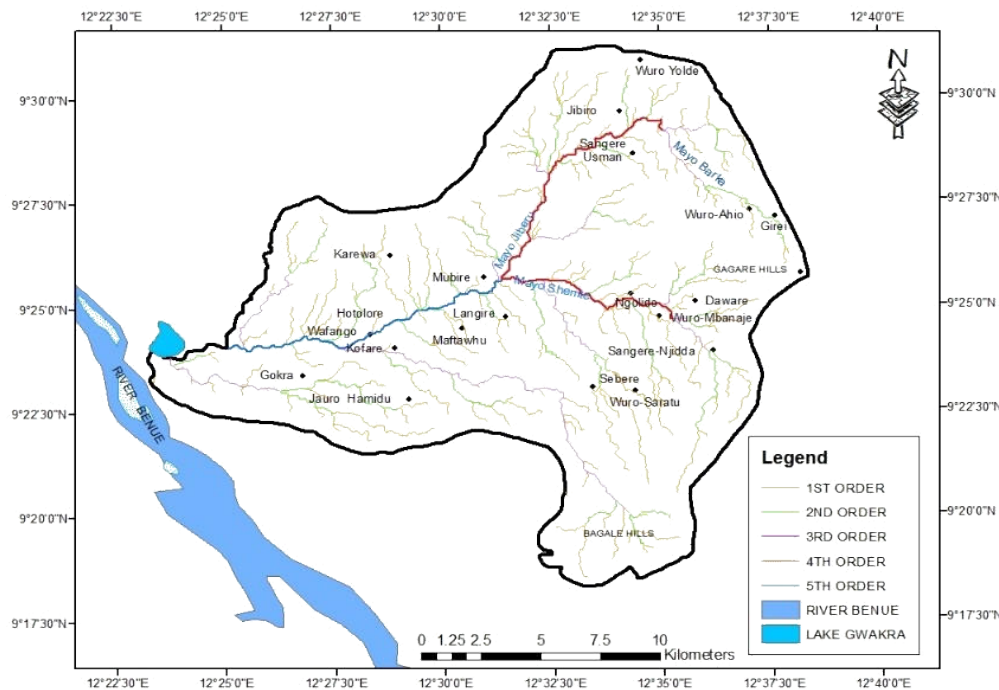 12°22'30"E 12°25'0"E 12°27'30"E 12°30'0"E 12°32'30"E 12°35'0"E 12°37'30"E 12°40'0"E
N
Wuro Yolde
9°30'0"N
9°30'0"N
Jibiro
Sangere
Usman
Mayo Barka
9°27'30"N
9°27'30"N
Wuro-Ahio
Girei
Mayo Jiberu
Karewa
GAGARE HILLS
Mubire
9°25'0"N
9°25'0"N
Ngolide
Daware
Hotolore
Langire
Wuro-Mbanaje
Wafango
Maftawhu
Kofare
Sangere-Njidda
Gokra
Sebere
Jauro Hamidu
Wuro-Saratu
RIVER BENUE
9°22'30"N
9°22'30"N
9°20'0"N
9°20'0"N
BAGALE HILLS
9°17'30"N
9°17'30"N
Legend
1ST ORDER
2ND ORDER
3RD ORDER
4TH ORDER
5TH ORDER
RIVER BENUE
LAKE GWAKRA
0 1.25 2.5 5 7.5 10
Kilometers
12°22'30"E 12°25'0"E 12°27'30"E 12°30'0"E 12°32'30"E 12°35'0"E 12°37'30"E 12°40'0"E